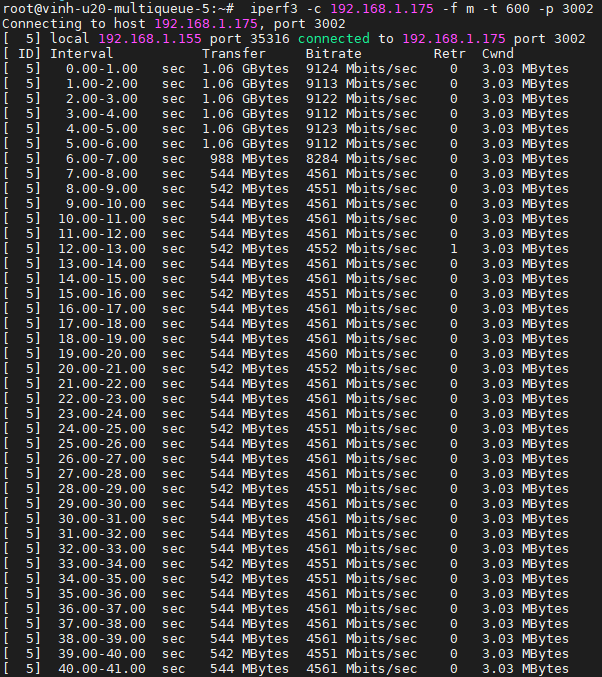 root@vinh-u20-multiqueue-5:~#  iperf3 -c 192.168.1.175 -f m -t 600 -p 3002
Connecting to host 192.168.1.175, port 3002
[  5] local 192.168.1.155 port 35316 connected to 192.168.1.175 port 3002
[ ID] Interval           Transfer     Bitrate         Retr  Cwnd
[  5]   0.00-1.00   sec  1.06 GBytes  9124 Mbits/sec    0   3.03 MBytes
[  5]   1.00-2.00   sec  1.06 GBytes  9113 Mbits/sec    0   3.03 MBytes
[  5]   2.00-3.00   sec  1.06 GBytes  9122 Mbits/sec    0   3.03 MBytes
[  5]   3.00-4.00   sec  1.06 GBytes  9112 Mbits/sec    0   3.03 MBytes
[  5]   4.00-5.00   sec  1.06 GBytes  9123 Mbits/sec    0   3.03 MBytes
[  5]   5.00-6.00   sec  1.06 GBytes  9112 Mbits/sec    0   3.03 MBytes
[  5]   6.00-7.00   sec   988 MBytes  8284 Mbits/sec    0   3.03 MBytes
[  5]   7.00-8.00   sec   544 MBytes  4561 Mbits/sec    0   3.03 MBytes
[  5]   8.00-9.00   sec   542 MBytes  4551 Mbits/sec    0   3.03 MBytes
[  5]   9.00-10.00  sec   544 MBytes  4561 Mbits/sec    0   3.03 MBytes
[  5]  10.00-11.00  sec   544 MBytes  4561 Mbits/sec    0   3.03 MBytes
[  5]  11.00-12.00  sec   544 MBytes  4561 Mbits/sec    0   3.03 MBytes
[  5]  12.00-13.00  sec   542 MBytes  4552 Mbits/sec    1   3.03 MBytes
[  5]  13.00-14.00  sec   544 MBytes  4561 Mbits/sec    0   3.03 MBytes
[  5]  14.00-15.00  sec   544 MBytes  4561 Mbits/sec    0   3.03 MBytes
[  5]  15.00-16.00  sec   542 MBytes  4551 Mbits/sec    0   3.03 MBytes
[  5]  16.00-17.00  sec   544 MBytes  4561 Mbits/sec    0   3.03 MBytes
[  5]  17.00-18.00  sec   544 MBytes  4561 Mbits/sec    0   3.03 MBytes
[  5]  18.00-19.00  sec   544 MBytes  4561 Mbits/sec    0   3.03 MBytes
[  5]  19.00-20.00  sec   544 MBytes  4560 Mbits/sec    0   3.03 MBytes
[  5]  20.00-21.00  sec   542 MBytes  4552 Mbits/sec    0   3.03 MBytes
[  5]  21.00-22.00  sec   544 MBytes  4561 Mbits/sec    0   3.03 MBytes
[  5]  22.00-23.00  sec   544 MBytes  4561 Mbits/sec    0   3.03 MBytes
[  5]  23.00-24.00  sec   544 MBytes  4561 Mbits/sec    0   3.03 MBytes
[  5]  24.00-25.00  sec   542 MBytes  4551 Mbits/sec    0   3.03 MBytes
[  5]  25.00-26.00  sec   544 MBytes  4561 Mbits/sec    0   3.03 MBytes
[  5]  26.00-27.00  sec   544 MBytes  4561 Mbits/sec    0   3.03 MBytes
[  5]  27.00-28.00  sec   544 MBytes  4561 Mbits/sec    0   3.03 MBytes
[  5]  28.00-29.00  sec   542 MBytes  4551 Mbits/sec    0   3.03 MBytes
[  5]  29.00-30.00  sec   544 MBytes  4561 Mbits/sec    0   3.03 MBytes
[  5]  30.00-31.00  sec   544 MBytes  4561 Mbits/sec    0   3.03 MBytes
[  5]  31.00-32.00  sec   544 MBytes  4561 Mbits/sec    0   3.03 MBytes
[  5]  32.00-33.00  sec   544 MBytes  4561 Mbits/sec    0   3.03 MBytes
[  5]  33.00-34.00  sec   542 MBytes  4551 Mbits/sec    0   3.03 MBytes
[  5]  34.00-35.00  sec   542 MBytes  4551 Mbits/sec    0   3.03 MBytes
[  5]  35.00-36.00  sec   544 MBytes  4561 Mbits/sec    0   3.03 MBytes
[  5]  36.00-37.00  sec   544 MBytes  4561 Mbits/sec    0   3.03 MBytes
[  5]  37.00-38.00  sec   544 MBytes  4561 Mbits/sec    0   3.03 MBytes
[  5]  38.00-39.00  sec   544 MBytes  4561 Mbits/sec    0   3.03 MBytes
[  5]  39.00-40.00  sec   542 MBytes  4551 Mbits/sec    0   3.03 MBytes
[  5]  40.00-41.00  sec   544 MBytes  4561 Mbits/sec    0   3.03 MBytes